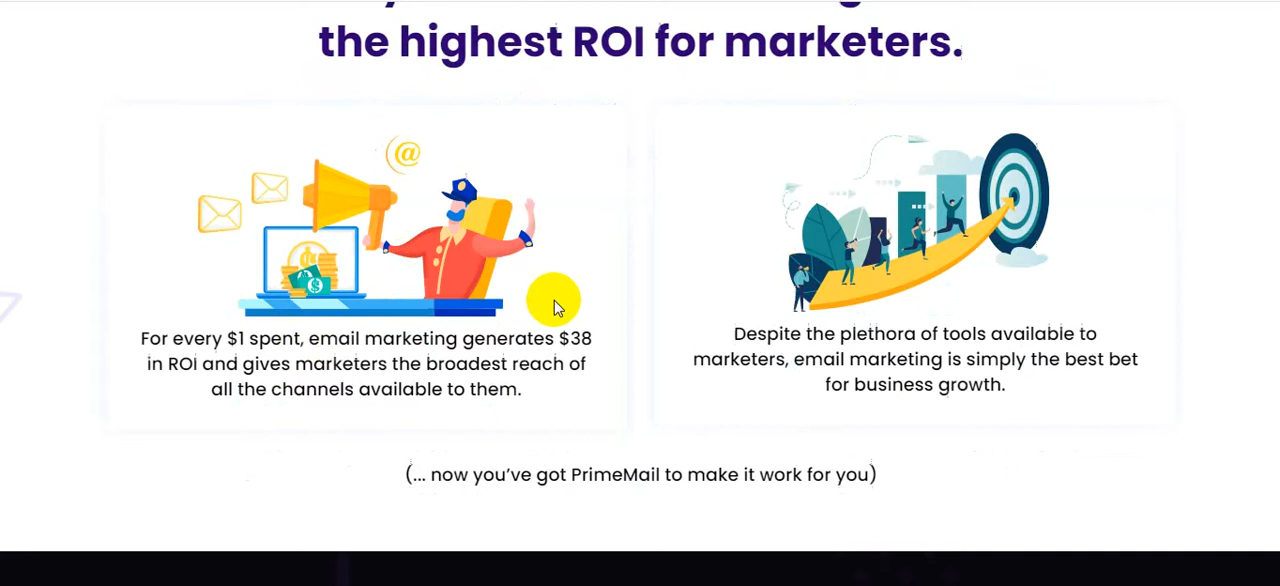 the highest ROI for marketers.
@
For every $1 spent, email marketing generates $38
in ROI and gives marketers the broadest reach of
all the channels available to them.
Despite the plethora of tools available to
marketers, email marketing is simply the best bet
for business growth.
(... now you’ve got PrimeMail to make it work for you)